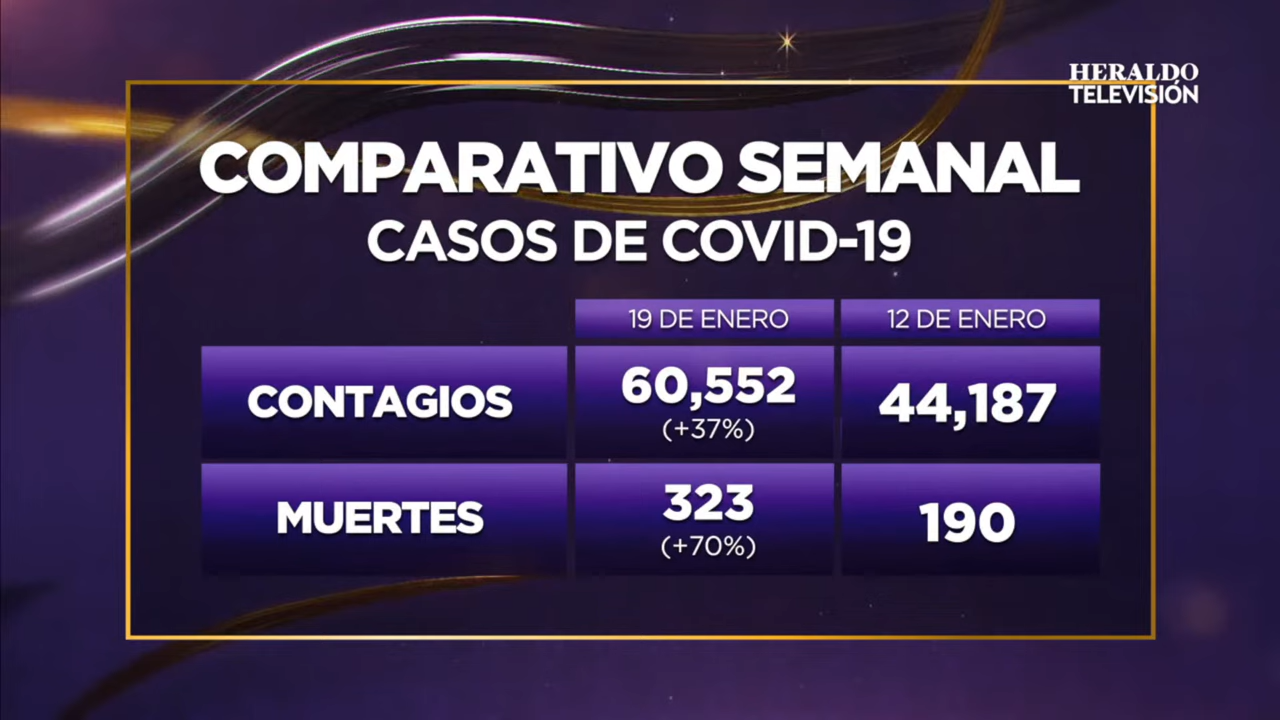 HERALDO
TELEVISIÓN
COMPARATIVO SEMANAL
CASOS DE COVID-19
19 DE ENERO 12 DE ENERO
CONTAGIOS 60,552 (+37%) 44,187
MUERTES 323 (+70%) 190